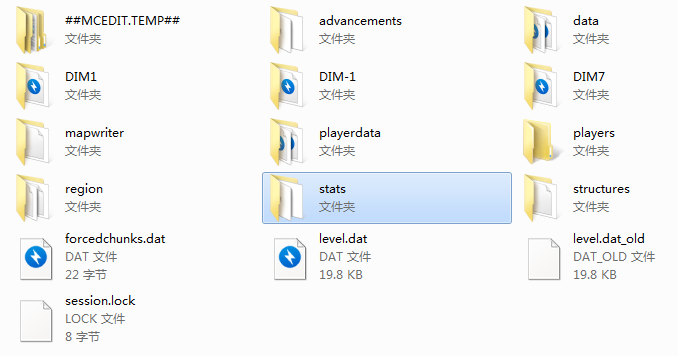 ##MCEDIT.TEMP##
文件夹
advancements
文件夹
data
文件夹
DIM1
文件夹
DIM-1
文件夹
DIM7
文件夹
mapwriter
文件夹
playerdata
文件夹
players
文件夹
region
文件夹
stats
文件夹
structures
文件夹
forcedchunks.dat
DAT 文件
22 字节
level.dat
DAT 文件
19.8 KB
level.dat_old
DAT_OLD 文件
19.8 KB
session.lock
LOCK 文件
8 字节